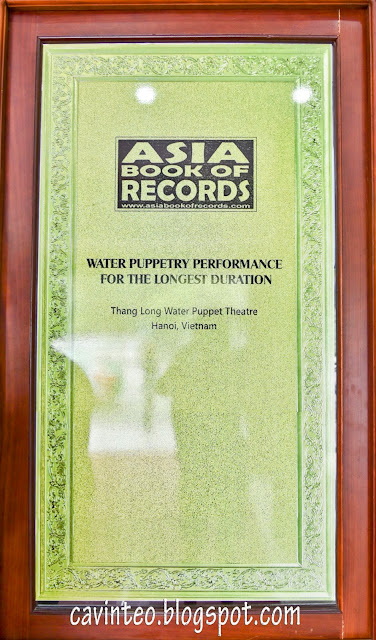 ASIA
BOOK OF
RECORDS
www.asiabookofrecords.com
WATER PUPPETRY PERFORMANCE
FOR THE LONGEST DURATION
Thang Long Water Puppet Theatre
Hanoi, Vietnam
cavinteo.blogspot.com